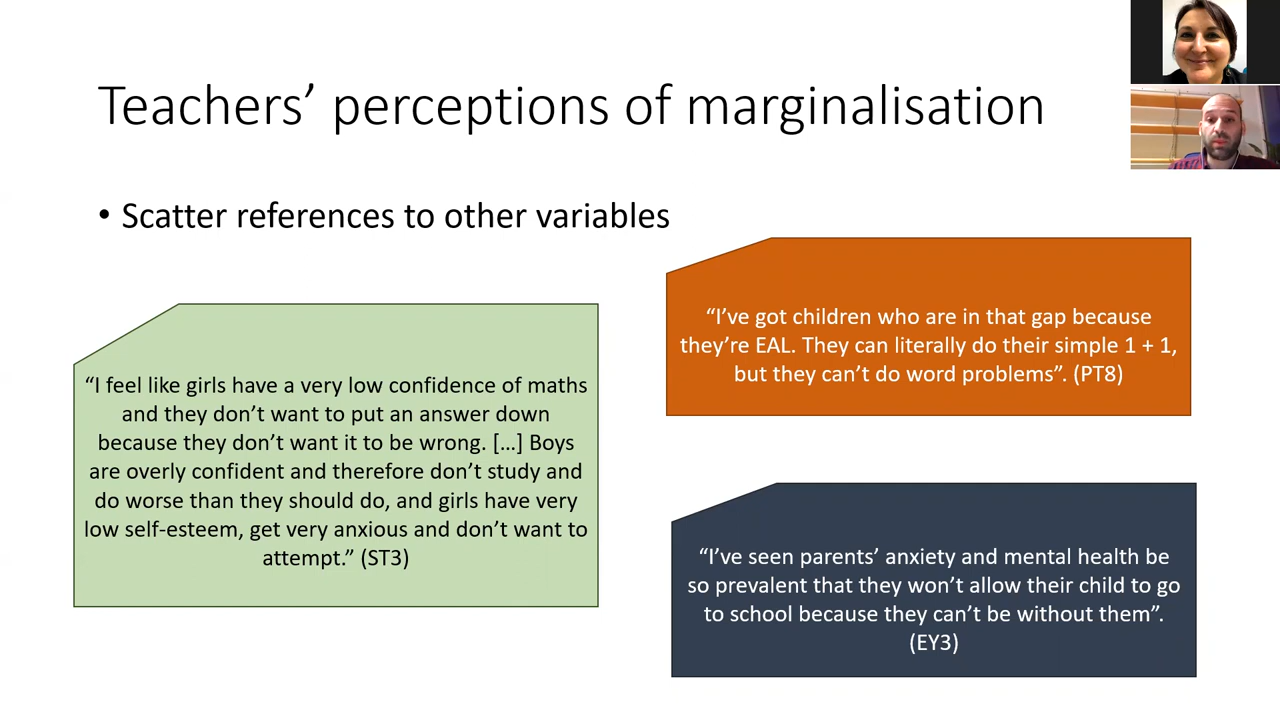 Teachers’ perceptions of marginalisation
• Scatter references to other variables
“I feel like girls have a very low confidence of maths
and they don’t want to put an answer down
because they don’t want it to be wrong. […] Boys
are overly confident and therefore don’t study and
do worse than they should do, and girls have very
low self-esteem, get very anxious and don’t want to
attempt.” (ST3)
“I’ve got children who are in that gap because
they’re EAL. They can literally do their simple 1 + 1,
but they can’t do word problems”. (PT8)
“I’ve seen parents’ anxiety and mental health be
so prevalent that they won’t allow their child to go
to school because they can’t be without them”.
(EY3)